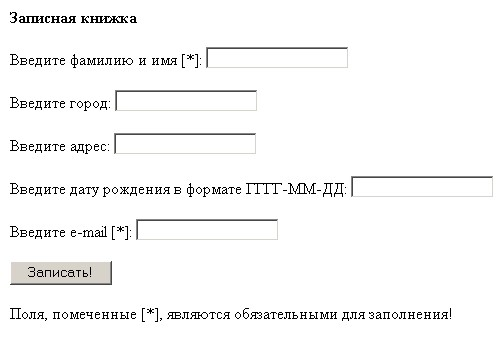 Записная книжка
Введите фамилию и имя [*]:
Введите город:
Введите адрес:
Введите дату рождения в формате ГГГГ-ММ-ДД:
Введите e-mail [*]:
Записать!
Поля, помеченные [*], являются обязательными для заполнения!